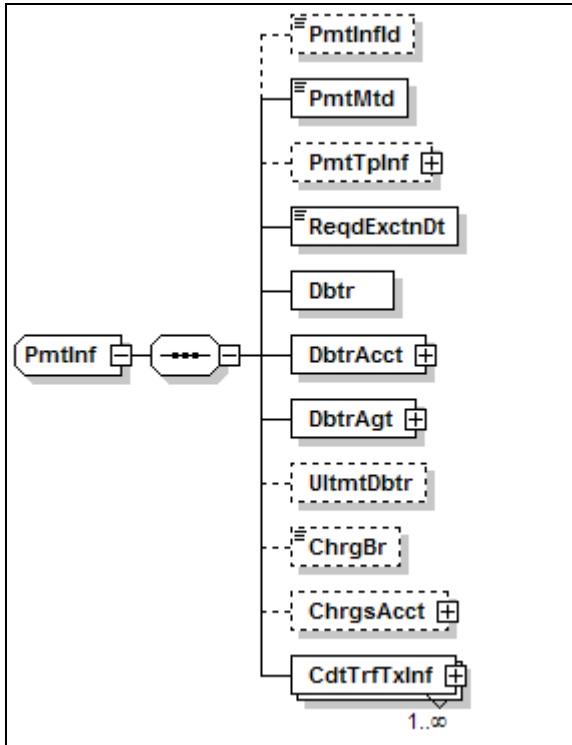 PmtInfId
PmtMtd
PmtTpInf
ReqdExctnDt
Dbtr
PmtInf
DbtrAcct
DbtrAgt
UltmtDbtr
ChrgBr
ChrgsAcct
CdtTrfTxInf
1..∞